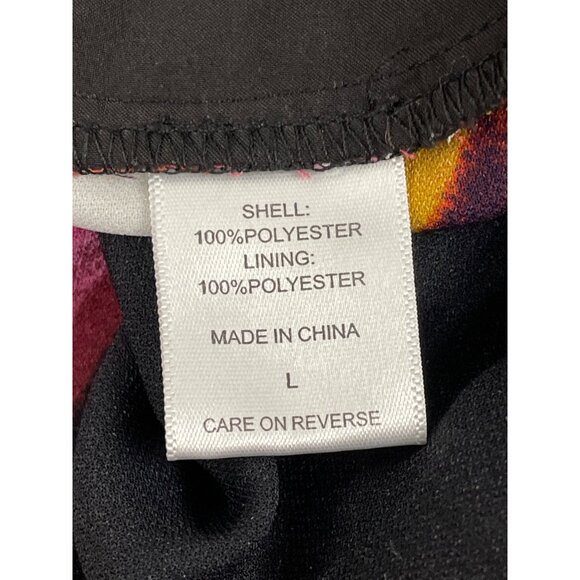 SHELL:
100%POLYESTER
LINING:
100%POLYESTER
MADE IN CHINA
L
CARE ON REVERSE